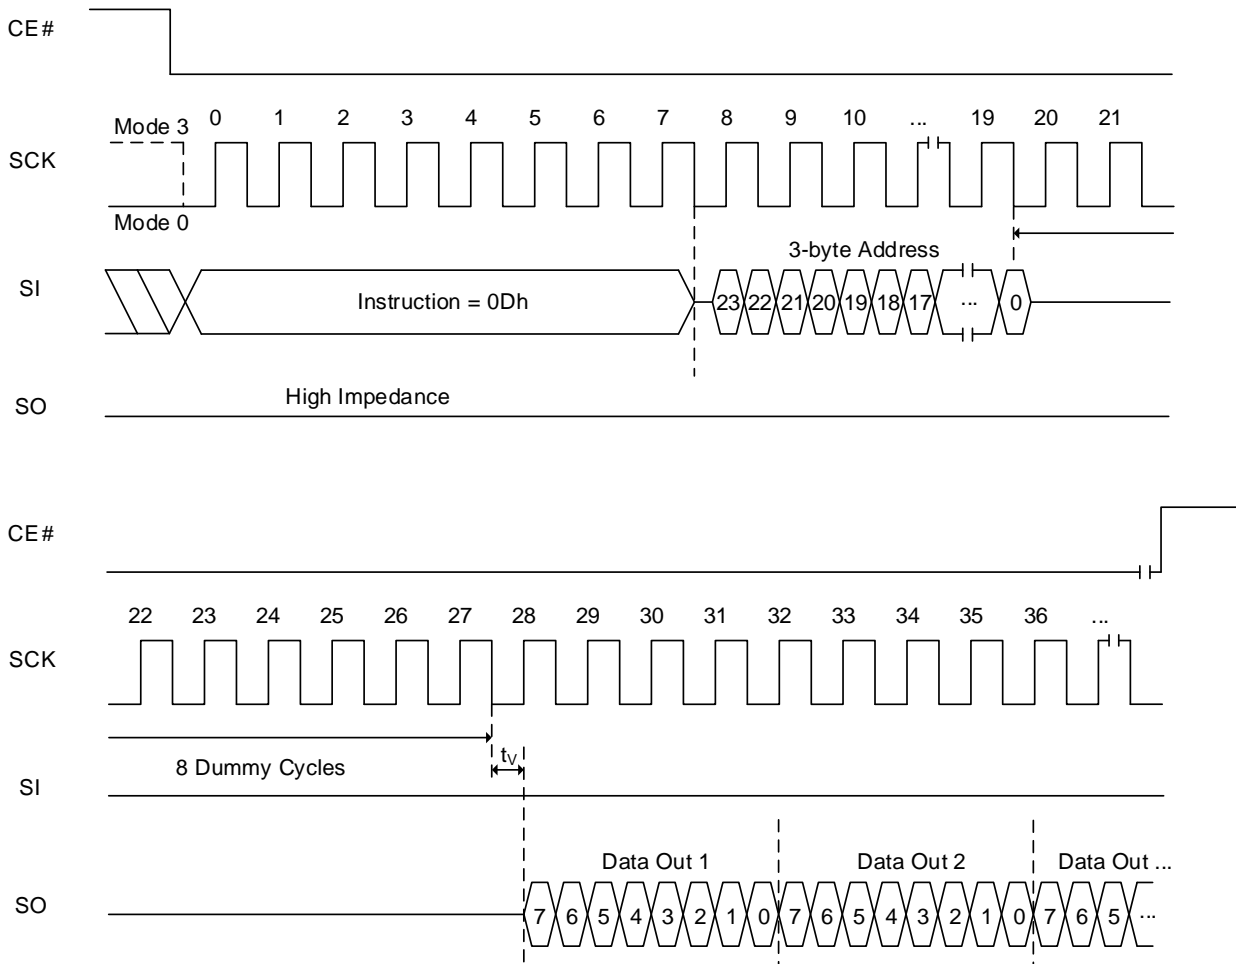 CE#
Mode 3
0 1 2 3 4 5 6 7 8 9 10 ... 19 20 21
SCK
Mode 0
3-byte Address
SI
Instruction = 0Dh
23 22 21 20 19 18 17 ... 0
High Impedance
SO
CE#
22 23 24 25 26 27 28 29 30 31 32 33 34 35 36 ...
SCK
tV
8 Dummy Cycles
SI
Data Out 1 Data Out 2 Data Out ...
SO
7 6 5 4 3 2 1 0 7 6 5 4 3 2 1 0 7 6 5 ...